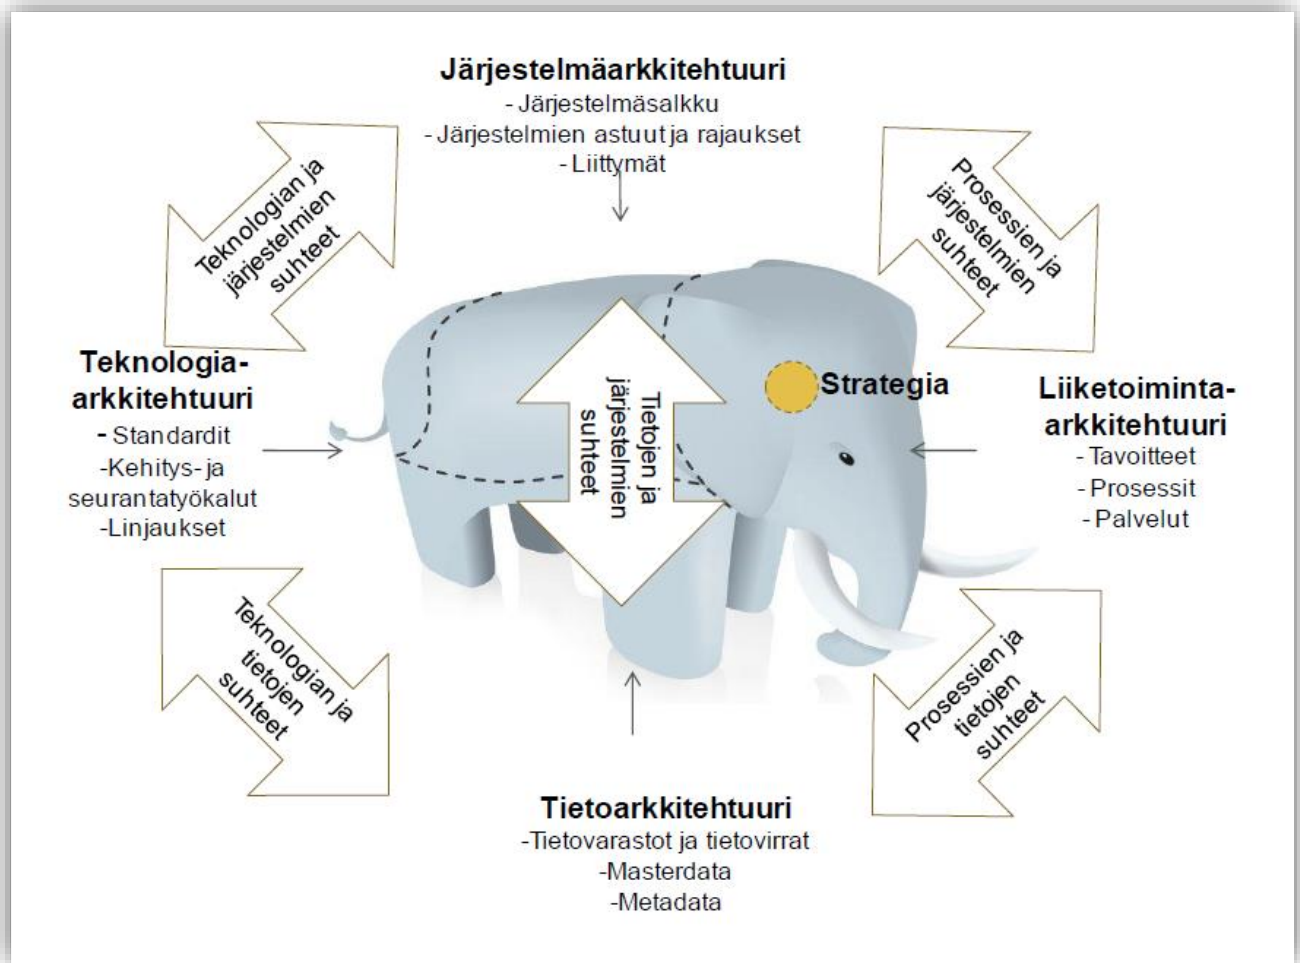 Järjestelmäarkkitehtuuri
- Järjestelmäsalkku
- Järjestelmien astuut ja rajaukset
- Liittymät
Teknologian ja
järjestelmien
suhteet
Prosessien ja
järjestelmien
suhteet
Teknologia-
arkkitehtuuri
- Standardit
-Kehitys- ja
seurantatyökalut
-Linjaukset
Tietojen ja
järjestelmien
suhteet
Strategia
Liiketoiminta-
arkkitehtuuri
- Tavoitteet
- Prosessit
- Palvelut
Teknologian ja
tietojen
suhteet
Prosessien ja
tietojen
suhteet
Tietoarkkitehtuuri
-Tietovarastot ja tietovirrat
-Masterdata
-Metadata